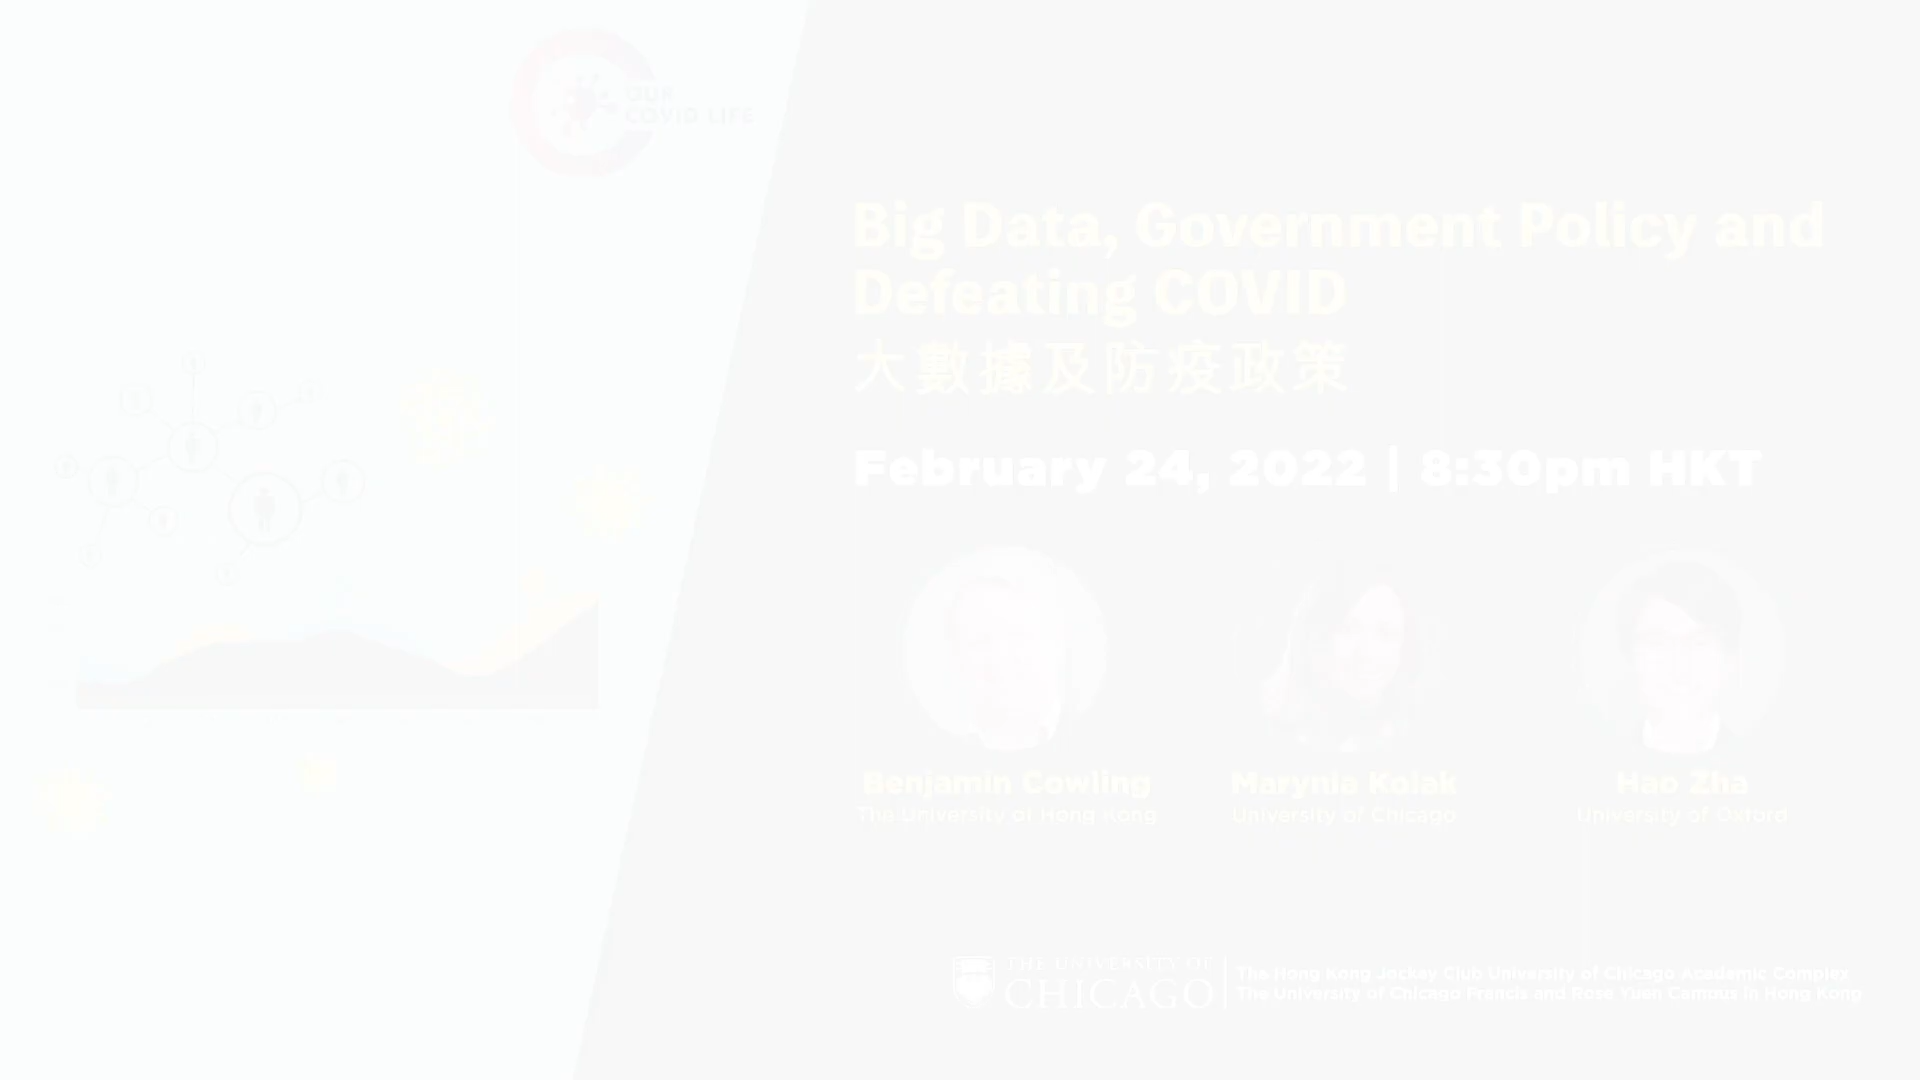 OUR
COVID LIFE
Big Data, Government Policy and
Defeating COVID
大數據及防疫政策
February 24, 2022 | 8:30pm HKT
Benjamin Cowling
The University of Hong Kong
Marynia Kolak
University of Chicago
Hao Zha
University of Oxford
THE UNIVERSITY OF
CHICAGO
The Hong Kong Jockey Club University of Chicago Academic Complex
The University of Chicago Francis and Rose Yuen Campus in Hong Kong